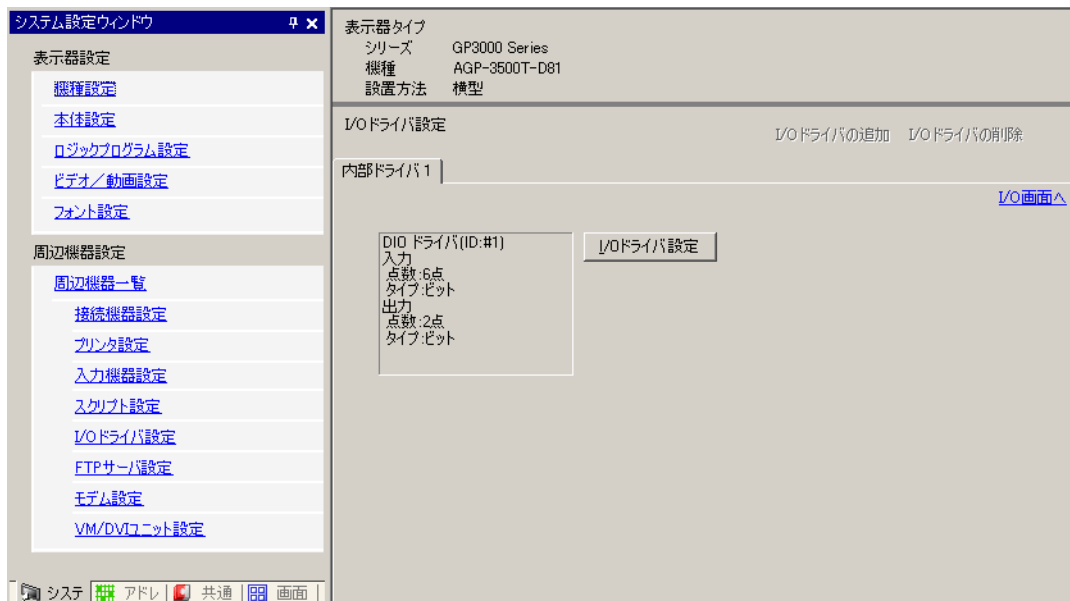 システム設定ウィンドウ
表示器設定
機種設定
本体設定
ロジックプログラム設定
ビデオ／動画設定
フォント設定
周辺機器設定
周辺機器一覧
接続機器設定
プリンタ設定
入力機器設定
スクリプト設定
I/Oドライバ設定
FTPサーバ設定
モデム設定
VM/DVIユニット設定
システ アドレ 共通 画面
表示器タイプ
シリーズ GP3000 Series
機種 AGP-3500T-D81
設置方法 横型
I/Oドライバ設定
I/Oドライバの追加 I/Oドライバの削除
内部ドライバ 1
I/O画面へ
DIO ドライバ(ID:#1)
入力
点数:6点
タイプ:ビット
出力
点数:2点
タイプ:ビット
I/Oドライバ設定